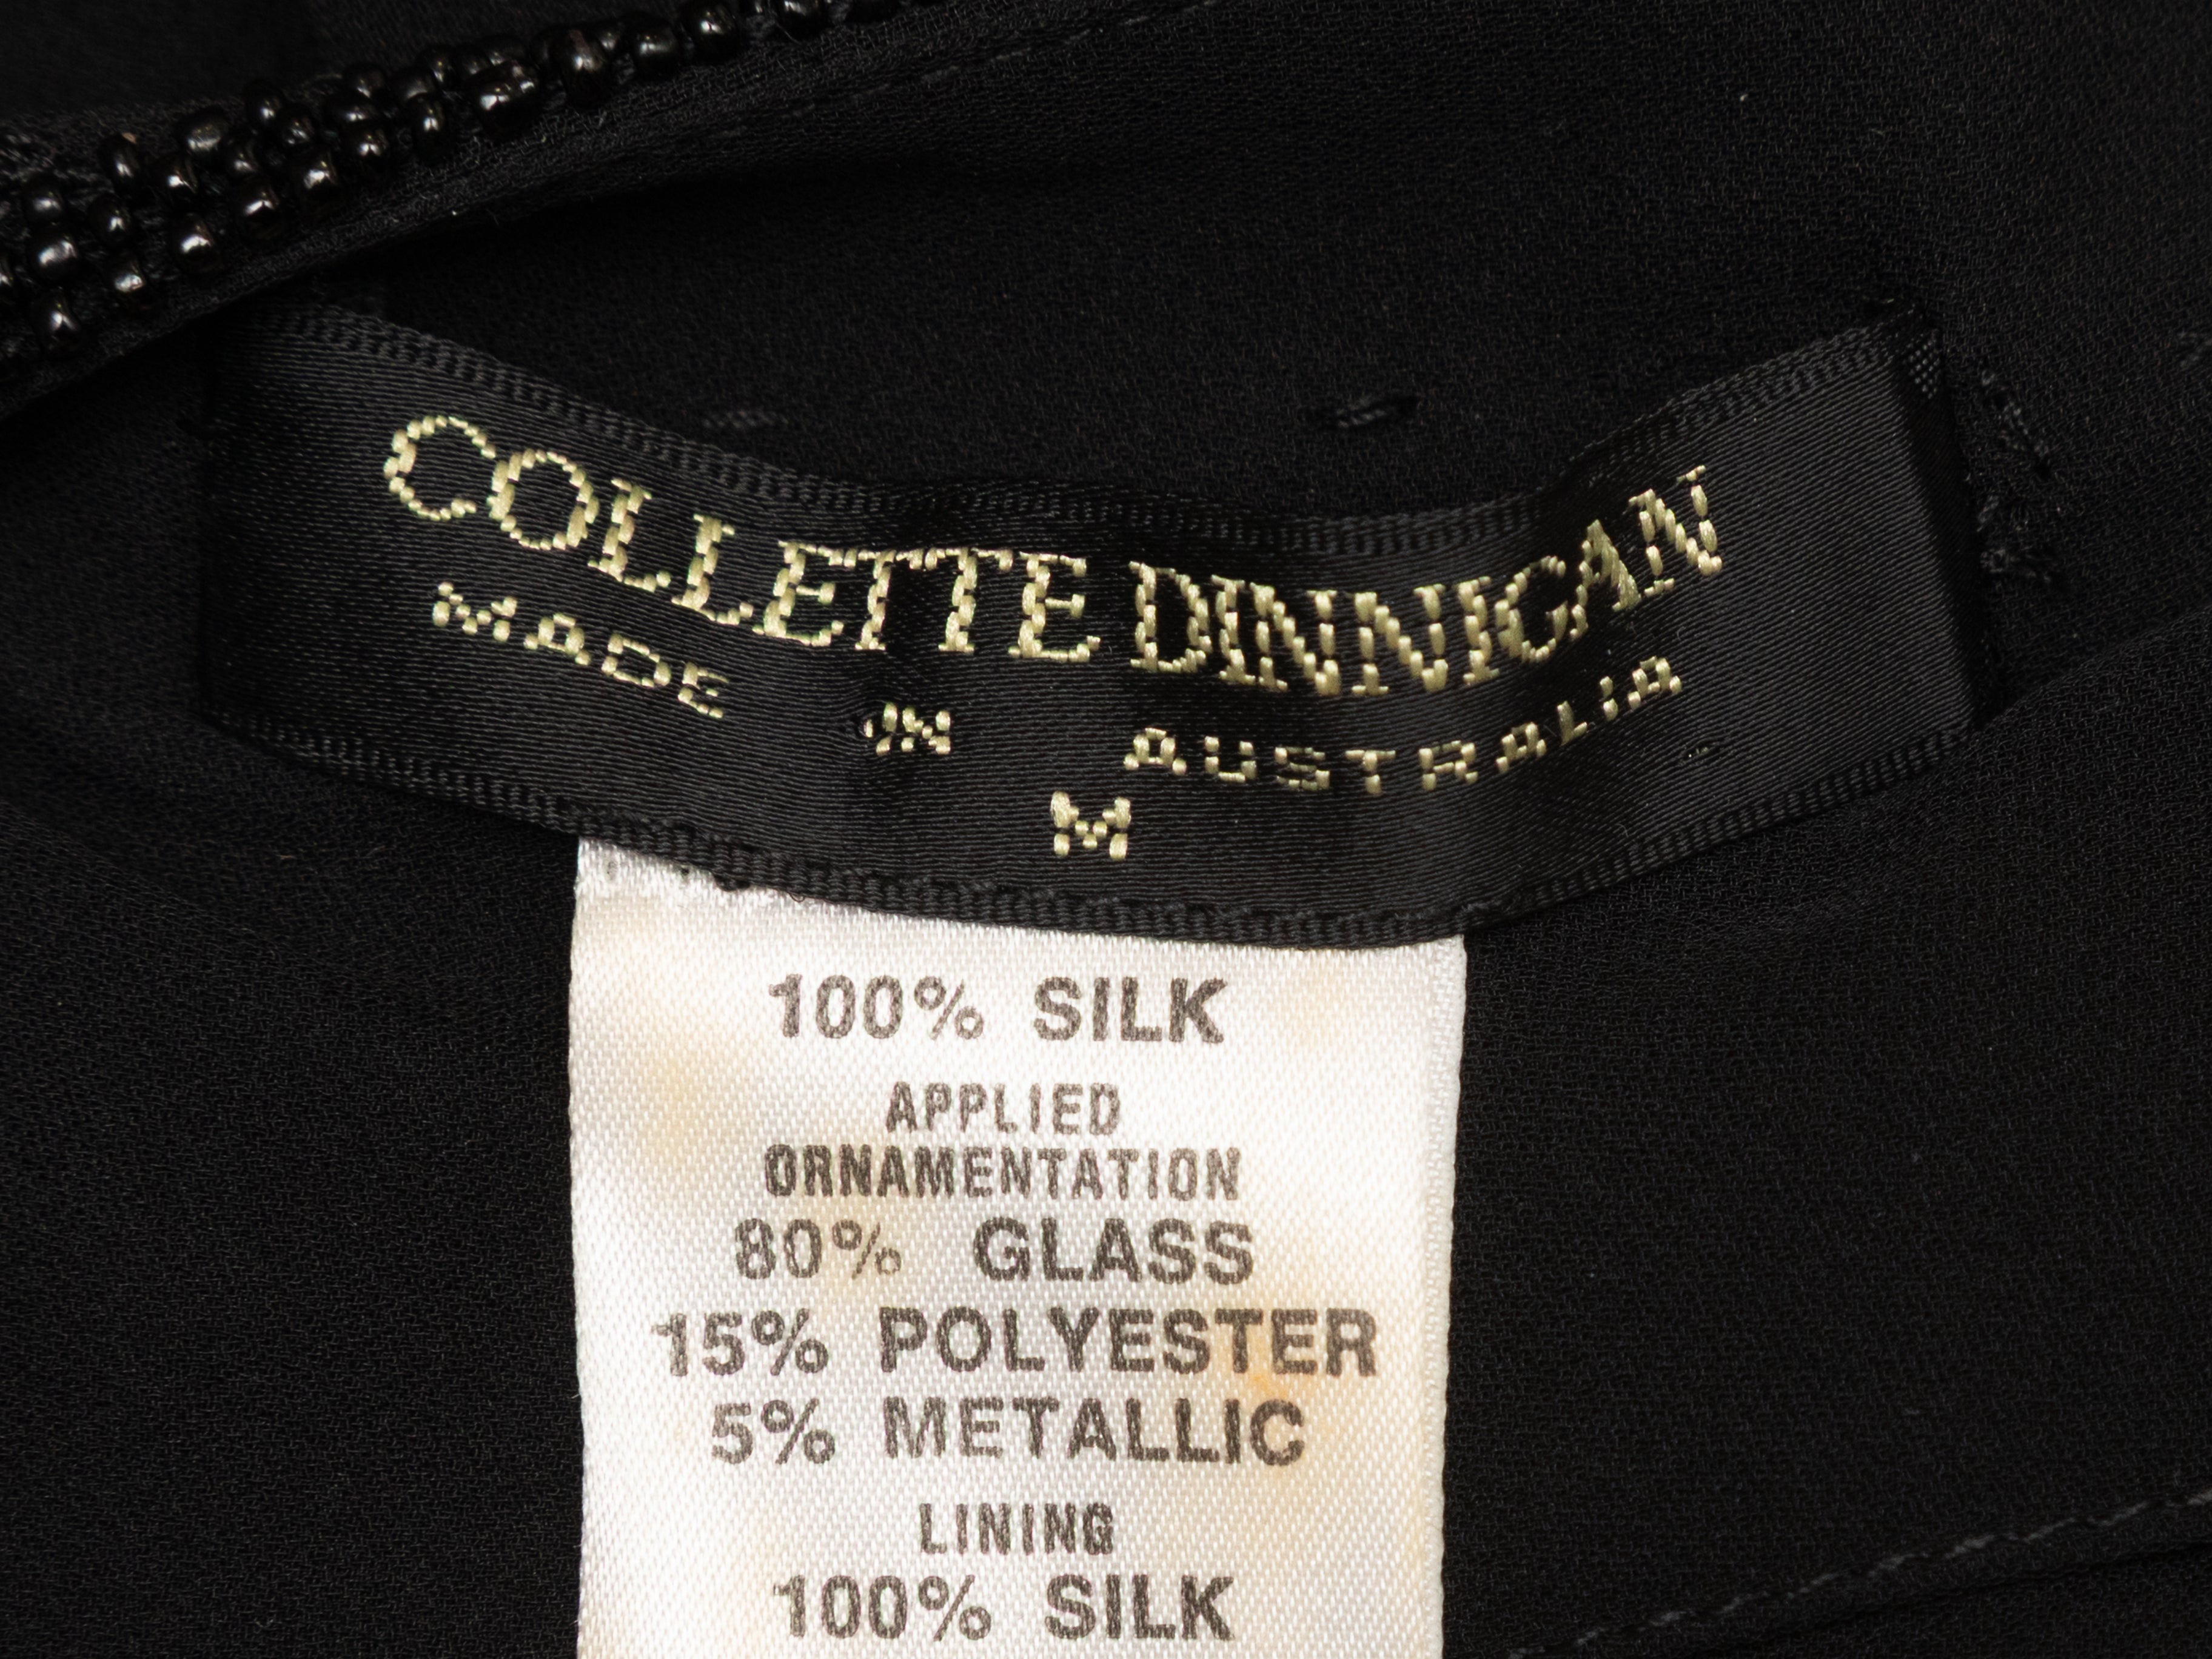 COLLETTE DINNIGAN
MADE IN AUSTRALIA
M
100% SILK
APPLIED
ORNAMENTATION
80% GLASS
15% POLYESTER
5% METALLIC
LINING
100% SILK